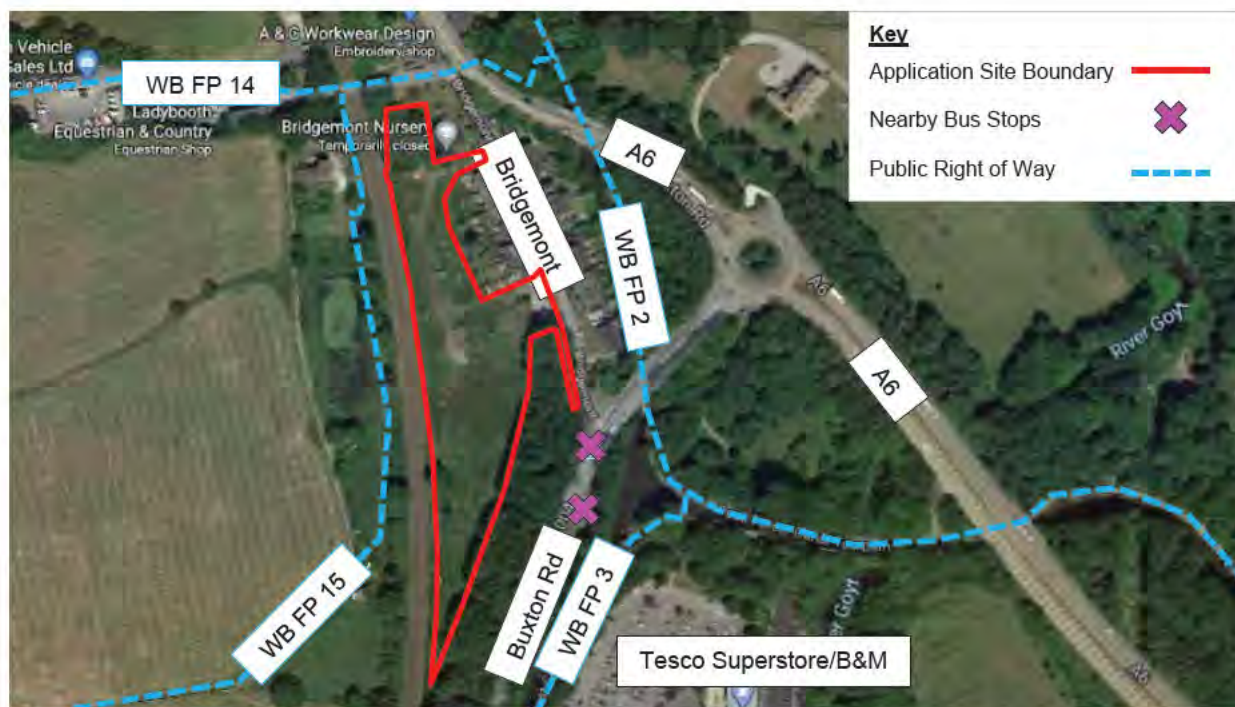 A & C Workwear Design
Embroidery shop
Vehicle
Sales Ltd
WB FP 14
Ladybooth
Equestrian & Country
Equestrian Shop
Bridgemont Nursery
Temporarily closed
Bridgemont
A6
WB FP 2
A6
A6
River Goyt
WB FP 15
Buxton Rd
WB FP 3
Goyt
Tesco Superstore/B&M
A6
Key
Application Site Boundary
Nearby Bus Stops
Public Right of Way